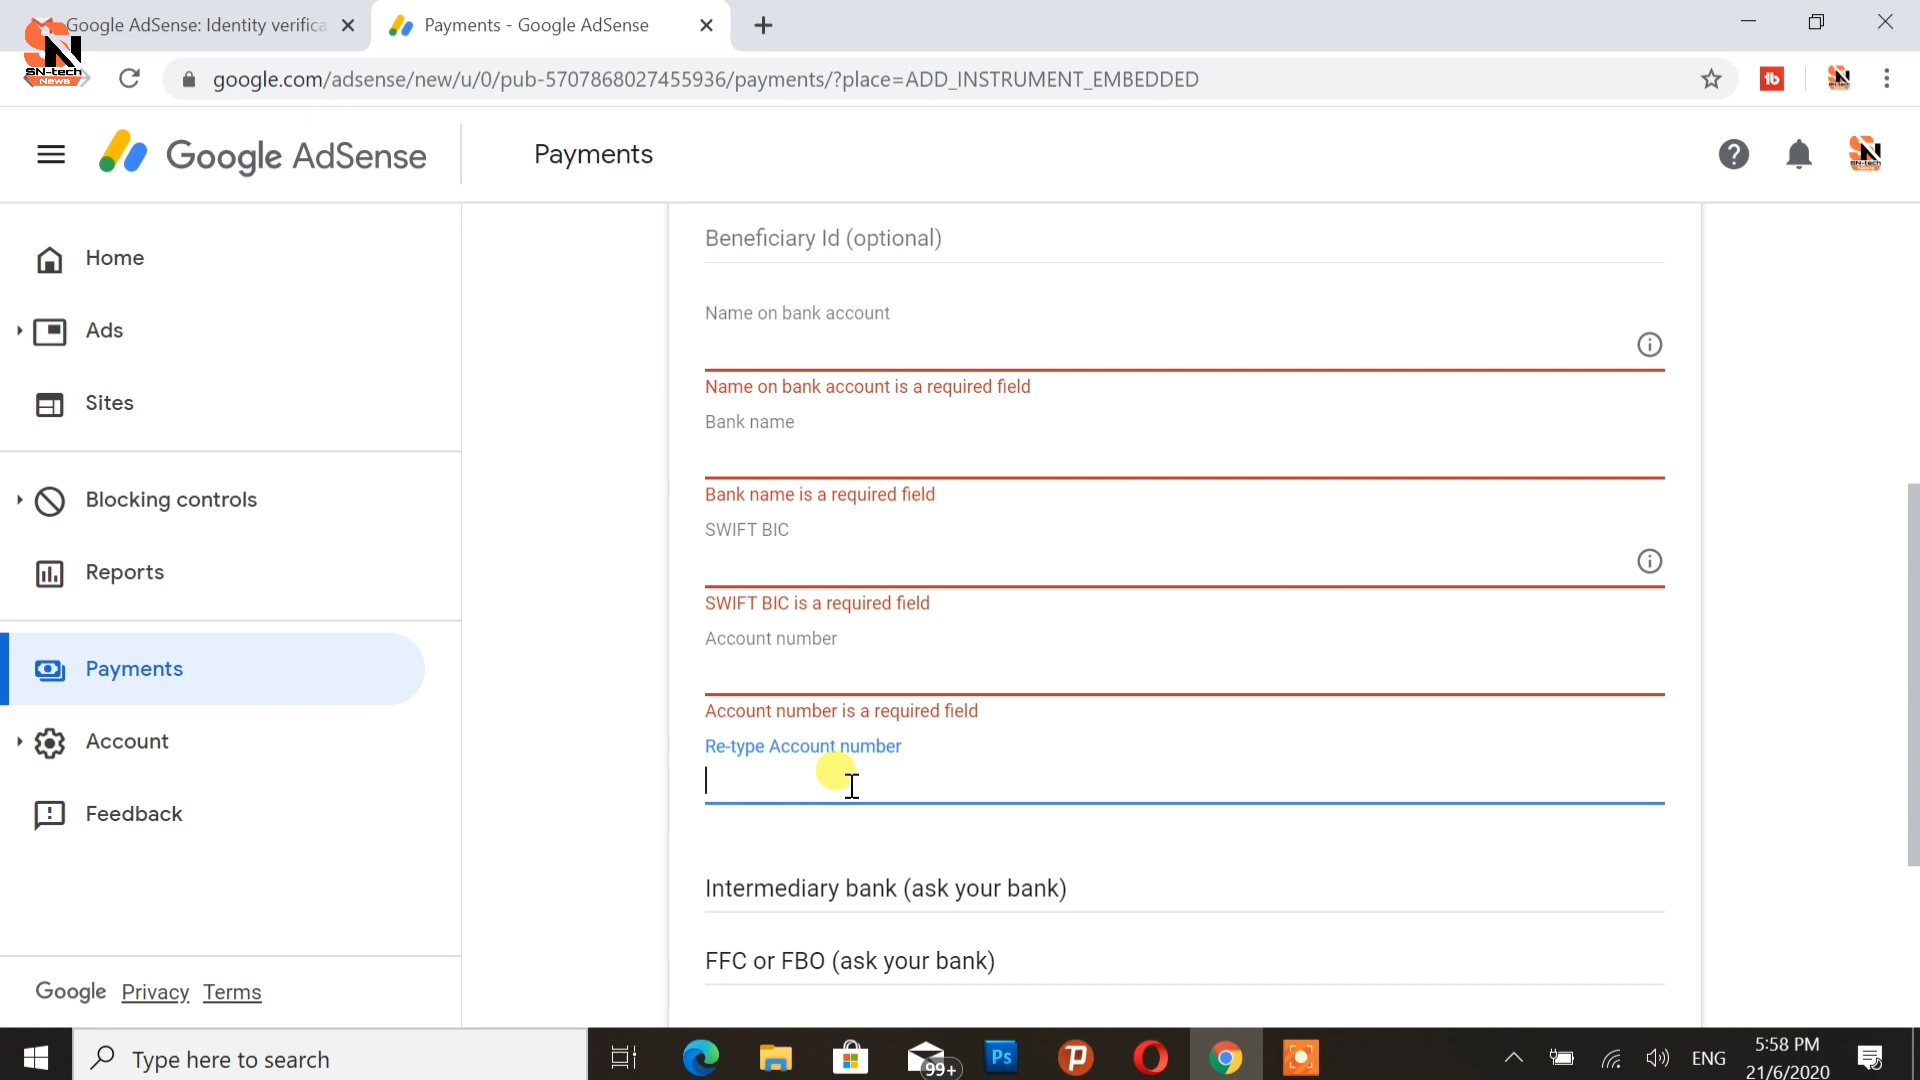 Google AdSense: Identity verifica
Payments - Google AdSense
SN-tech
News
google.com/adsense/new/u/0/pub-5707868027455936/payments/?place=ADD_INSTRUMENT_EMBEDDED
Google AdSense
Payments
Home
Ads
Sites
Blocking controls
Reports
Payments
Account
Feedback
Google Privacy Terms
Beneficiary Id (optional)
Name on bank account
Name on bank account is a required field
Bank name
Bank name is a required field
SWIFT BIC
SWIFT BIC is a required field
Account number
Account number is a required field
Re-type Account number
Intermediary bank (ask your bank)
FFC or FBO (ask your bank)
Type here to search
99+
Ps
ENG
5:58 PM
21/6/2020